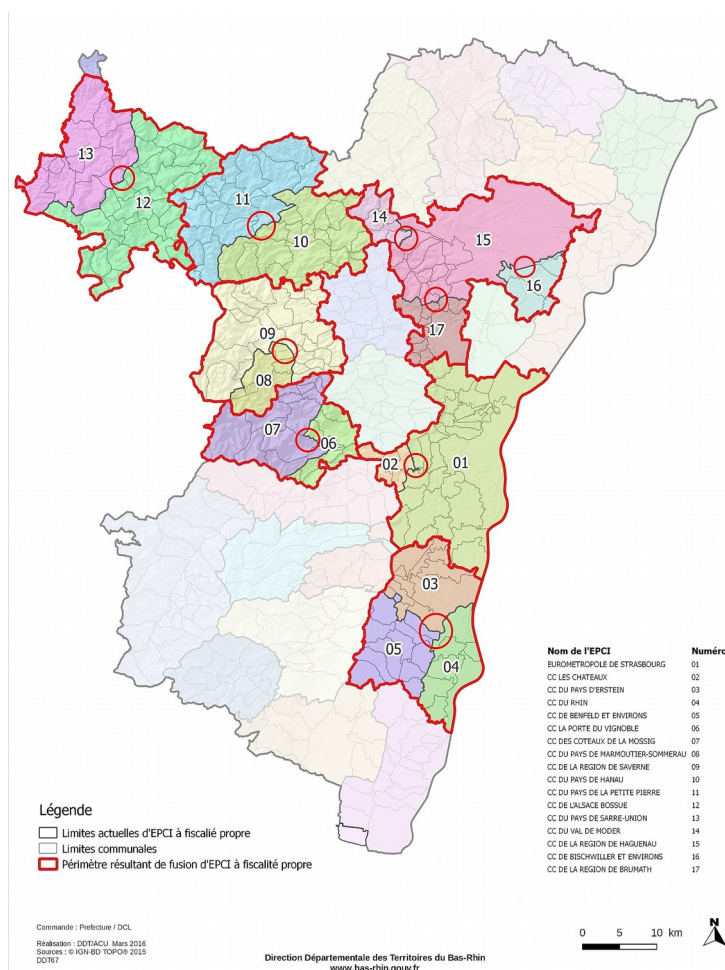 13
12
11
10
14
15
16
17
09
08
07
06
02
01
03
05
04
Nom de l'EPCI Numéro
EUROMETROPOLE DE STRASBOURG 01
CC LES CHATEAUX 02
CC DU PAYS D'ERSTEIN 03
CC DU RHIN 04
CC DE BENFELD ET ENVIRONS 05
CC LA PORTE DU VIGNOBLE 06
CC DES COTEAUX DE LA MOSSIG 07
CC DU PAYS DE MARMOUTIER-SOMMERAU 08
CC DE LA REGION DE SAVERNE 09
CC DU PAYS DE HANAU 10
CC DU PAYS DE LA PETITE PIERRE 11
CC DE L'ALSACE BOSSUE 12
CC DU PAYS DE SARRE-UNION 13
CC DU VAL DE MODER 14
CC DE LA REGION DE HAGUENAU 15
CC DE BISCHWILLER ET ENVIRONS 16
CC DE LA REGION DE BRUMATH 17
Légende
Limites actuelles d'EPCI à fiscalié propre
Limites communales
Périmètre résultant de fusion d'EPCI à fiscalité propre
Commande : Prefecture / DCL
Réalisation : DDT/ACU Mars 2016
Sources : © IGN-BD TOPO® 2015
DDT67
Direction Départementale des Territoires du Bas-Rhin
www.bas-rhin.gouv.fr
0 5 10 km
N